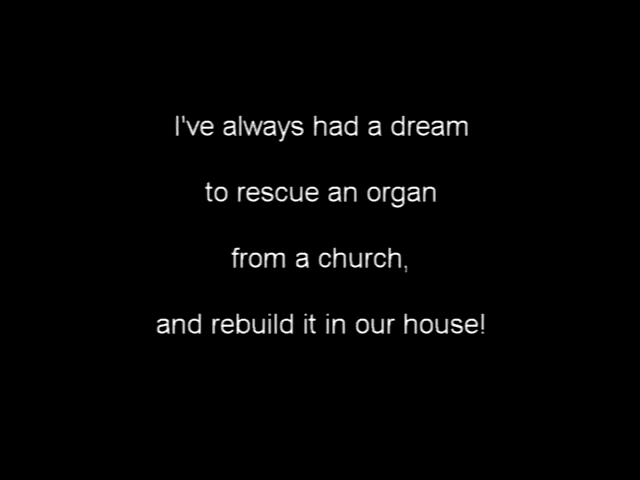 I've always had a dream
to rescue an organ
from a church,
and rebuild it in our house!